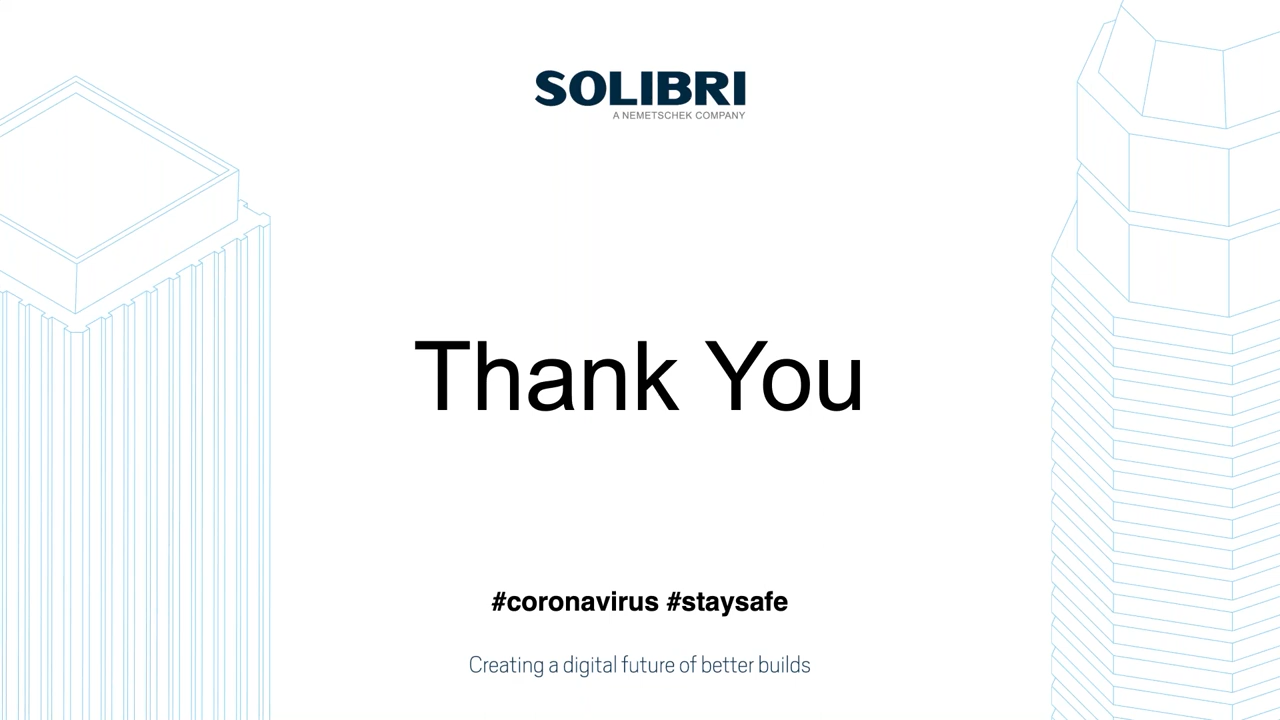 SOLIBRI
A NEMETSCHEK COMPANY
Thank You
#coronavirus #staysafe
Creating a digital future of better builds